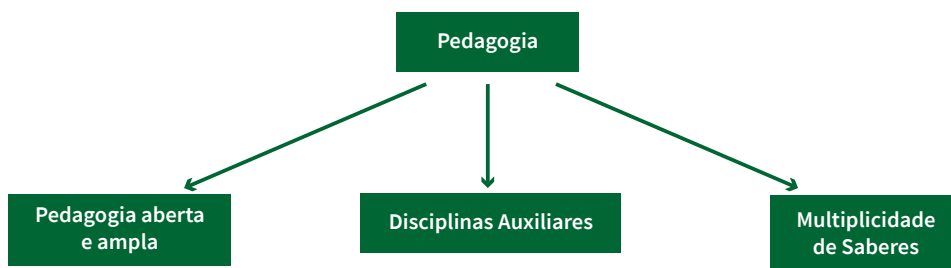 Pedagogia
Pedagogia aberta
e ampla
Disciplinas Auxiliares
Multiplicidade
de Saberes